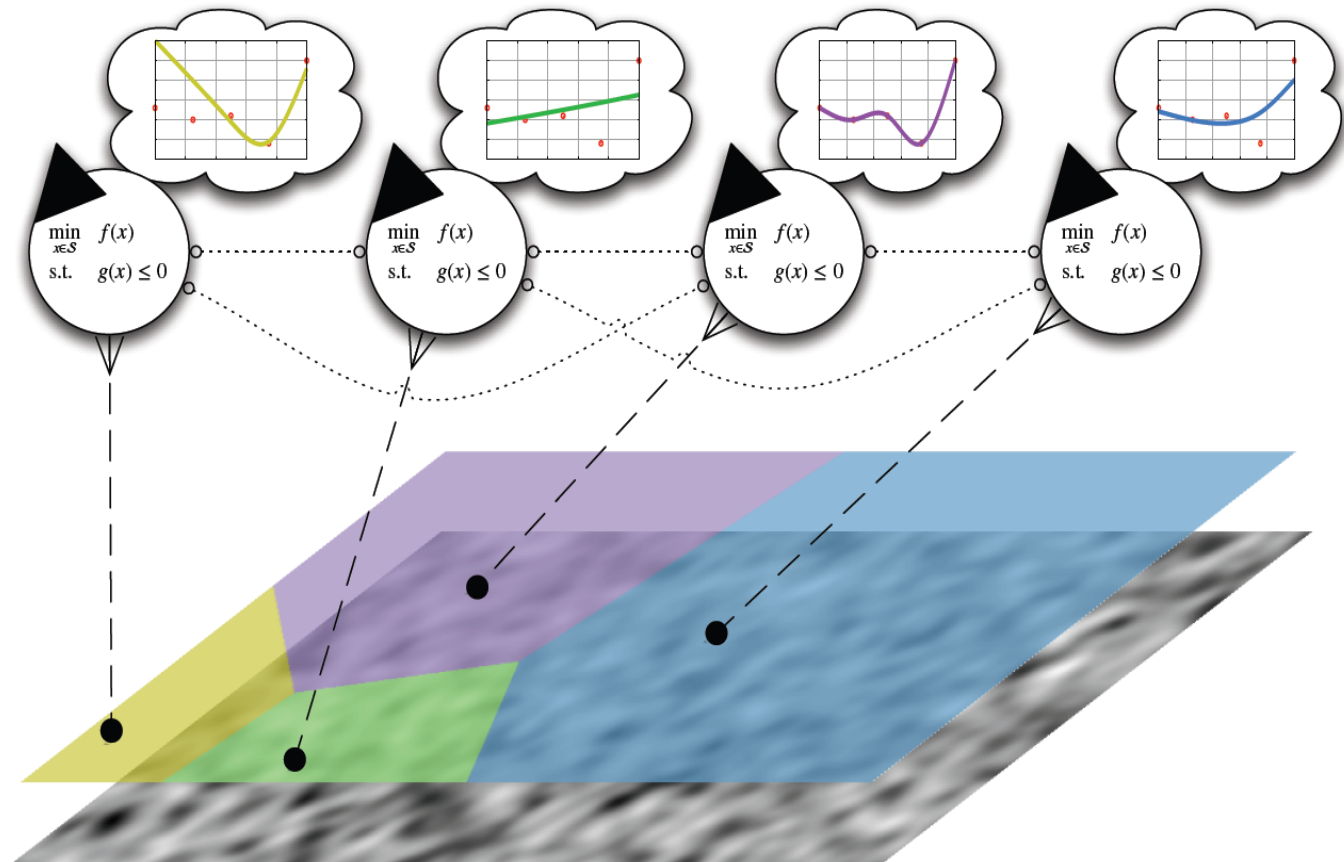 min f(x)
x∈S
s.t. g(x) ≤ 0
min f(x)
x∈S
s.t. g(x) ≤ 0
min f(x)
x∈S
s.t. g(x) ≤ 0
min f(x)
x∈S
s.t. g(x) ≤ 0